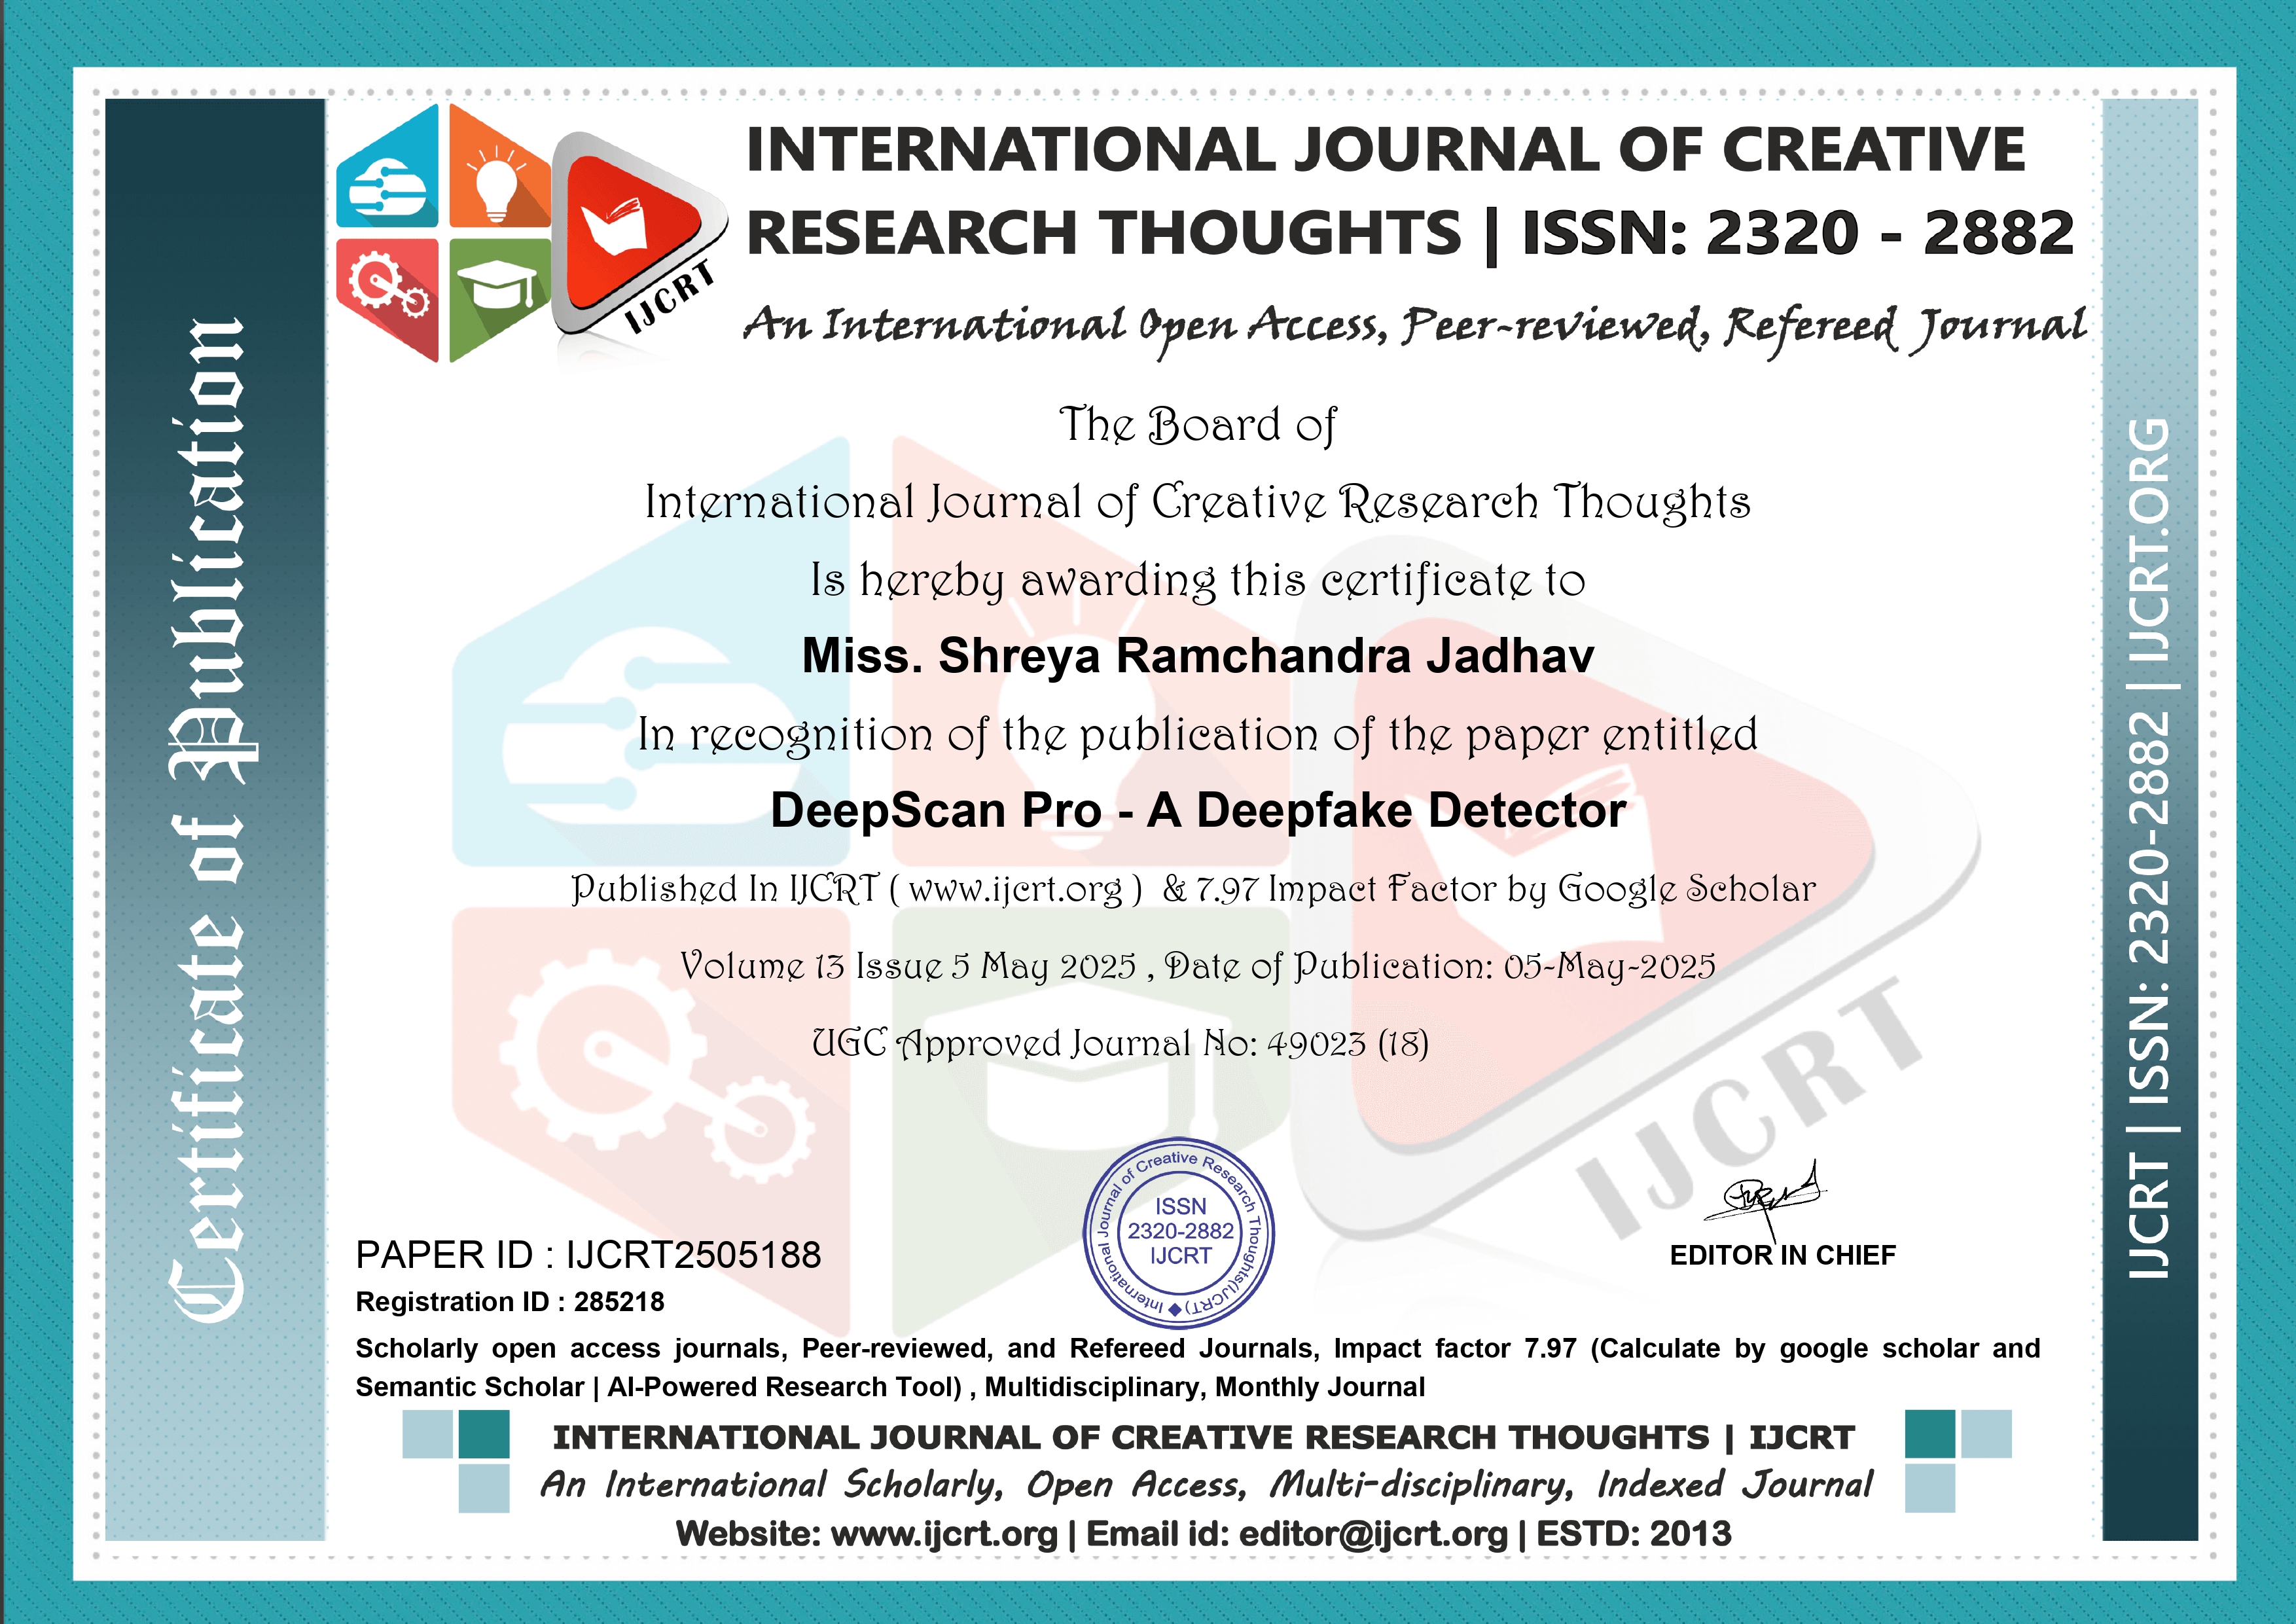 Certificate of Publication
IJCRT
INTERNATIONAL JOURNAL OF CREATIVE
RESEARCH THOUGHTS | ISSN: 2320 - 2882
An International Open Access, Peer-reviewed, Refereed Journal
The Board of
International Journal of Creative Research Thoughts
Is hereby awarding this certificate to
Miss. Shreya Ramchandra Jadhav
In recognition of the publication of the paper entitled
DeepScan Pro - A Deepfake Detector
Published In IJCRT ( www.ijcrt.org ) & 7.97 Impact Factor by Google Scholar
Volume 13 Issue 5 May 2025 , Date of Publication: 05-May-2025
UGC Approved Journal No: 49023 (18)
IJCRT
PAPER ID : IJCRT2505188
Registration ID : 285218
International Journal of Creative Research Thoughts(IJCRT)
ISSN
2320-2882
IJCRT
EDITOR IN CHIEF
Scholarly open access journals, Peer-reviewed, and Refereed Journals, Impact factor 7.97 (Calculate by google scholar and
Semantic Scholar | AI-Powered Research Tool) , Multidisciplinary, Monthly Journal
INTERNATIONAL JOURNAL OF CREATIVE RESEARCH THOUGHTS | IJCRT
An International Scholarly, Open Access, Multi-disciplinary, Indexed Journal
Website: www.ijcrt.org | Email id: editor@ijcrt.org | ESTD: 2013
IJCRT | ISSN: 2320-2882 | IJCRT.ORG